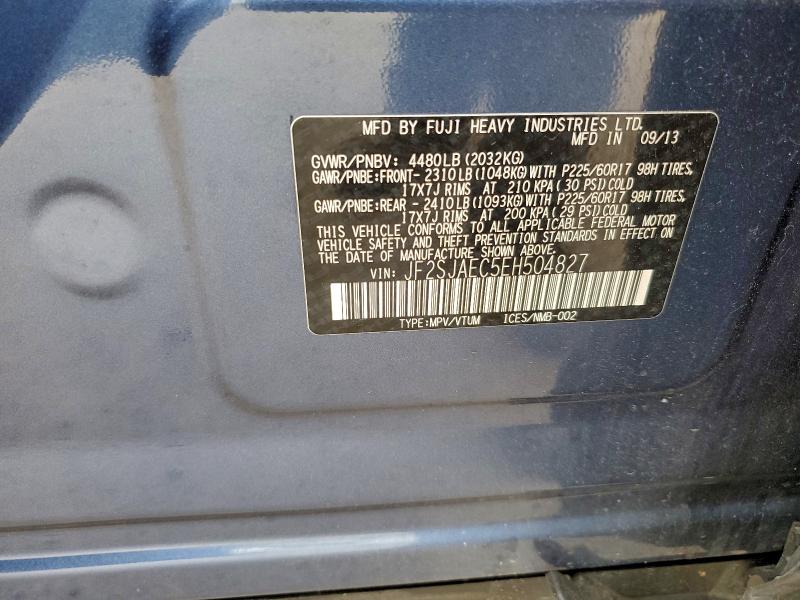 MFD BY FUJI HEAVY INDUSTRIES LTD.
MFD IN 09/13
GVWR/PNBV: 4480LB(2032KG)
GAWR/PNBE:FRONT- 2310LB(1048KG)WITH P225/60R17 98H TIRES,
17X7J RIMS AT 210 KPA(30 PSI)COLD
GAWR/PNBE:REAR - 2410LB(1093KG)WITH P225/60R17 98H TIRES,
17X7J RIMS AT 200 KPA(29 PSI)COLD
THIS VEHICLE CONFORMS TO ALL APPLICABLE FEDERAL MOTOR
VEHICLE SAFETY AND THEFT PREVENTION STANDARDS IN EFFECT ON
THE DATE OF MANUFACTURE SHOWN ABOVE.
VIN: JF2SJAEC5EH504827
TYPE:MPV/VTUM ICES/NMB-002